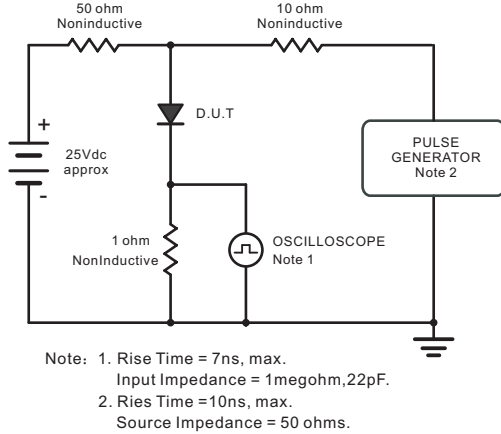 50 ohm
Noninductive
10 ohm
Noninductive
D.U.T
+
25Vdc
approx
-
PULSE
GENERATOR
Note 2
1 ohm
NonInductive
OSCILLOSCOPE
Note 1
Note: 1. Rise Time = 7ns, max.
Input Impedance = 1megohm,22pF.
2. Ries Time =10ns, max.
Source Impedance = 50 ohms.